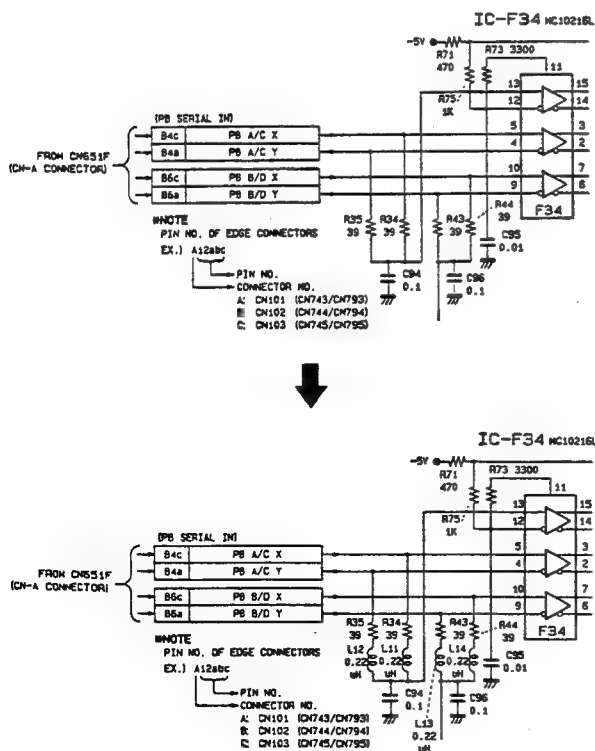 IC-F34 MC10216L
-5V
R71
470
R73 3300
11
R75
1K
13
12
15
14
(PB SERIAL IN)
B4c PB A/C X
B4a PB A/C Y
B6c PB B/D X
B6a PB B/D Y
FROM CN651F
(CN-A CONNECTOR)
5
4
3
2
10
9
7
6
F34
R35
39
R34
39
R43
39
R44
39
C95
0.01
C94
0.1
C96
0.1
※NOTE
PIN NO. OF EDGE CONNECTORS
EX.) A12abc
PIN NO.
CONNECTOR NO.
A: CN101 (CN743/CN793)
CN102 (CN744/CN794)
C: CN103 (CN745/CN795)
IC-F34 MC10216L
-5V
R71
470
R73 3300
11
R75
1K
13
12
15
14
(PB SERIAL IN)
B4c PB A/C X
B4a PB A/C Y
B6c PB B/D X
B6a PB B/D Y
FROM CN651F
(CN-A CONNECTOR)
5
4
3
2
10
9
7
6
F34
R35
39
R34
39
R43
39
R44
39
L12
0.22
uH
L11
0.22
uH
L14
0.22
uH
C95
0.01
C94
0.1
C96
0.1
L13
0.22
uH
※NOTE
PIN NO. OF EDGE CONNECTORS
EX.) A12abc
PIN NO.
CONNECTOR NO.
A: CN101 (CN743/CN793)
B: CN102 (CN744/CN794)
C: CN103 (CN745/CN795)